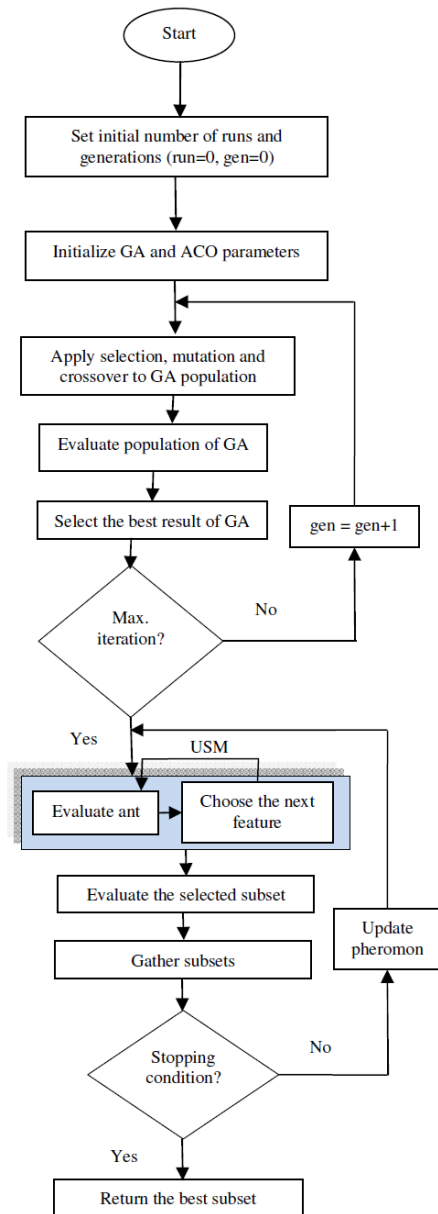 Start
Set initial number of runs and
generations (run=0, gen=0)
Initialize GA and ACO parameters
Apply selection, mutation and
crossover to GA population
Evaluate population of GA
Select the best result of GA
gen = gen+1
Max.
iteration?
No
Yes
USM
Evaluate ant
Choose the next
feature
Evaluate the selected subset
Gather subsets
Update
pheromon
Stopping
condition?
No
Yes
Return the best subset